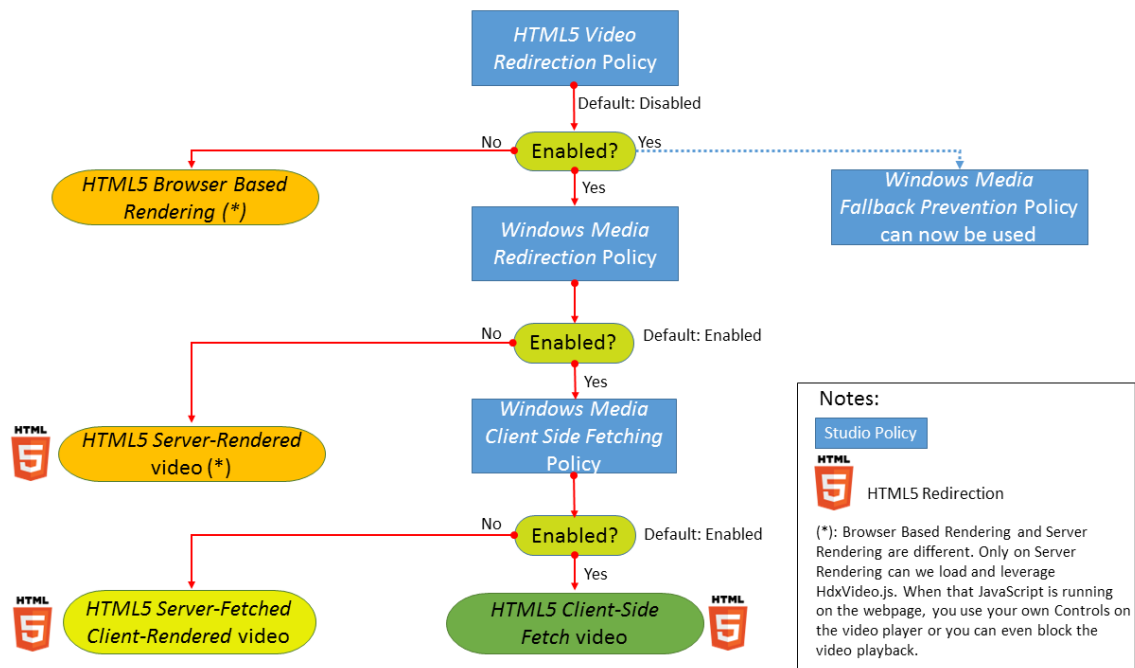 HTML5 Video
Redirection Policy
Default: Disabled
No
Enabled?
Yes
HTML5 Browser Based
Rendering (*)
Yes
Windows Media
Fallback Prevention Policy
can now be used
Windows Media
Redirection Policy
No
Enabled?
Default: Enabled
Yes
HTML
5
HTML5 Server-Rendered
video (*)
Windows Media
Client Side Fetching
Policy
No
Enabled?
Default: Enabled
Yes
HTML
5
HTML5 Server-Fetched
Client-Rendered video
HTML5 Client-Side
Fetch video
HTML
5
Notes:
Studio Policy
HTML
5
HTML5 Redirection
(*): Browser Based Rendering and Server
Rendering are different. Only on Server
Rendering can we load and leverage
HdxVideo.js. When that JavaScript is running
on the webpage, you use your own Controls on
the video player or you can even block the
video playback.